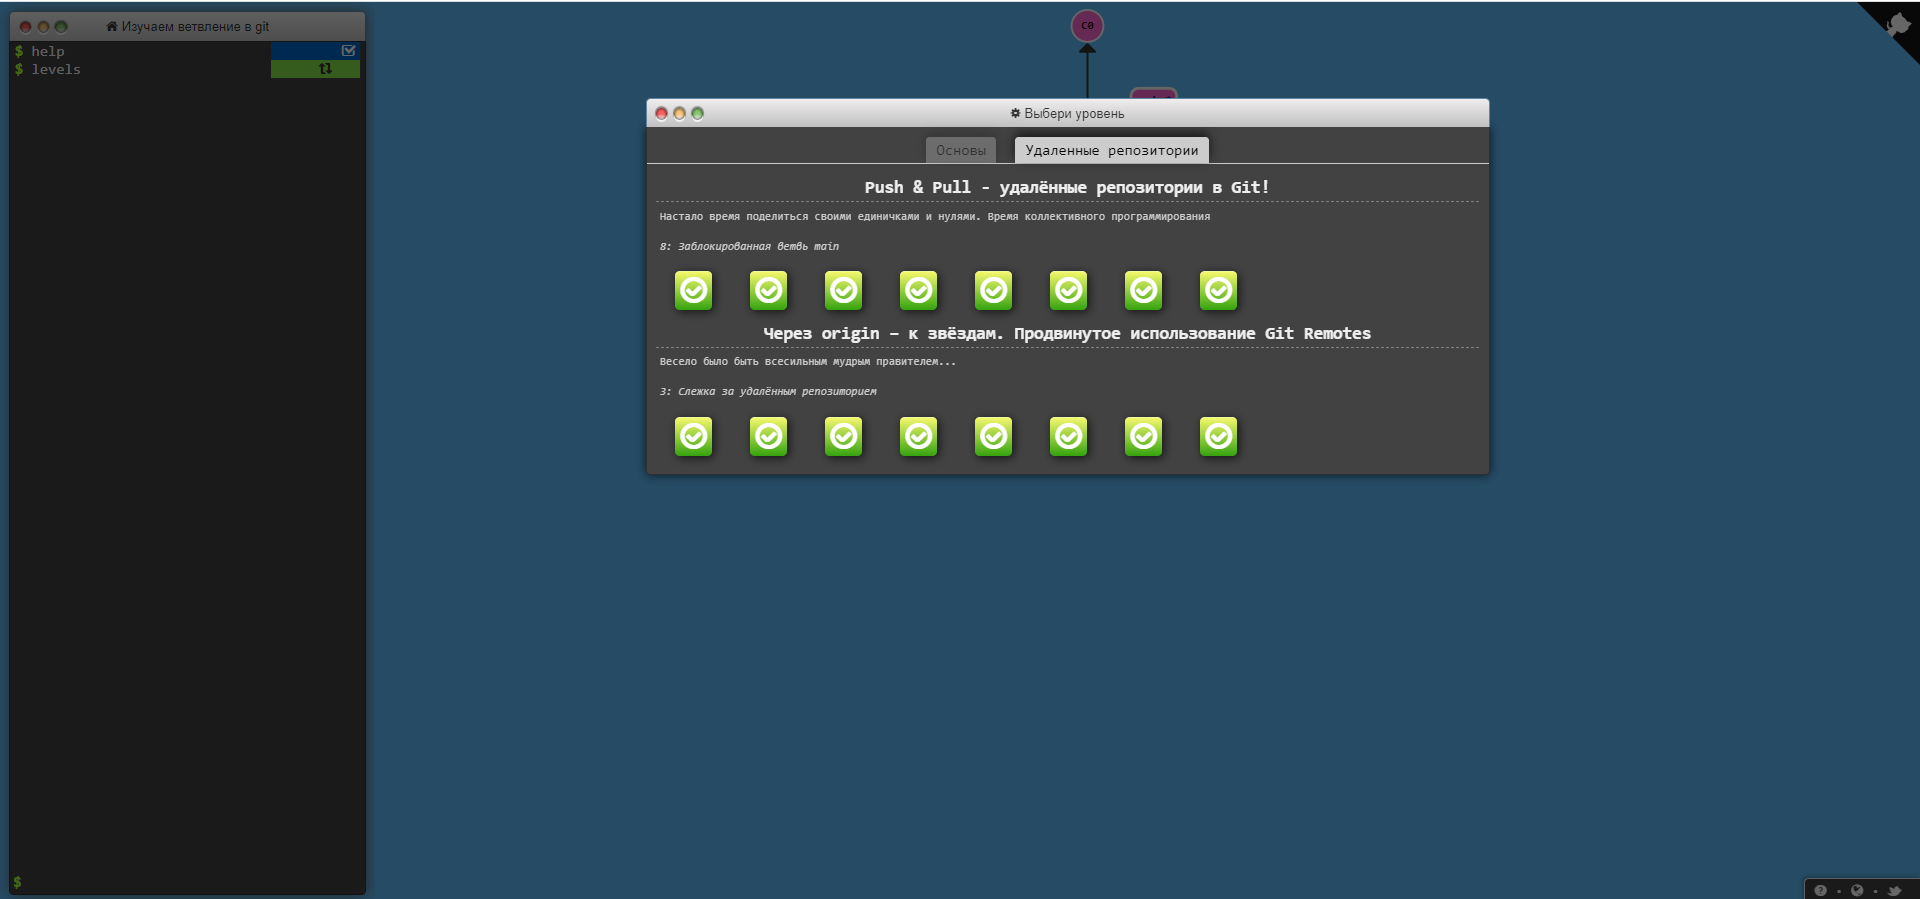 Изучаем ветвление в git
$ help
$ levels
$
c0
Выбери уровень
Основы
Удаленные репозитории
Push & Pull - удалённые репозитории в Git!
Настало время поделиться своими единичками и нулями. Время коллективного программирования
8: Заблокированная ветвь main
Через origin – к звёздам. Продвинутое использование Git Remotes
Весело было быть всесильным мудрым правителем...
3: Слежка за удалённым репозиторием